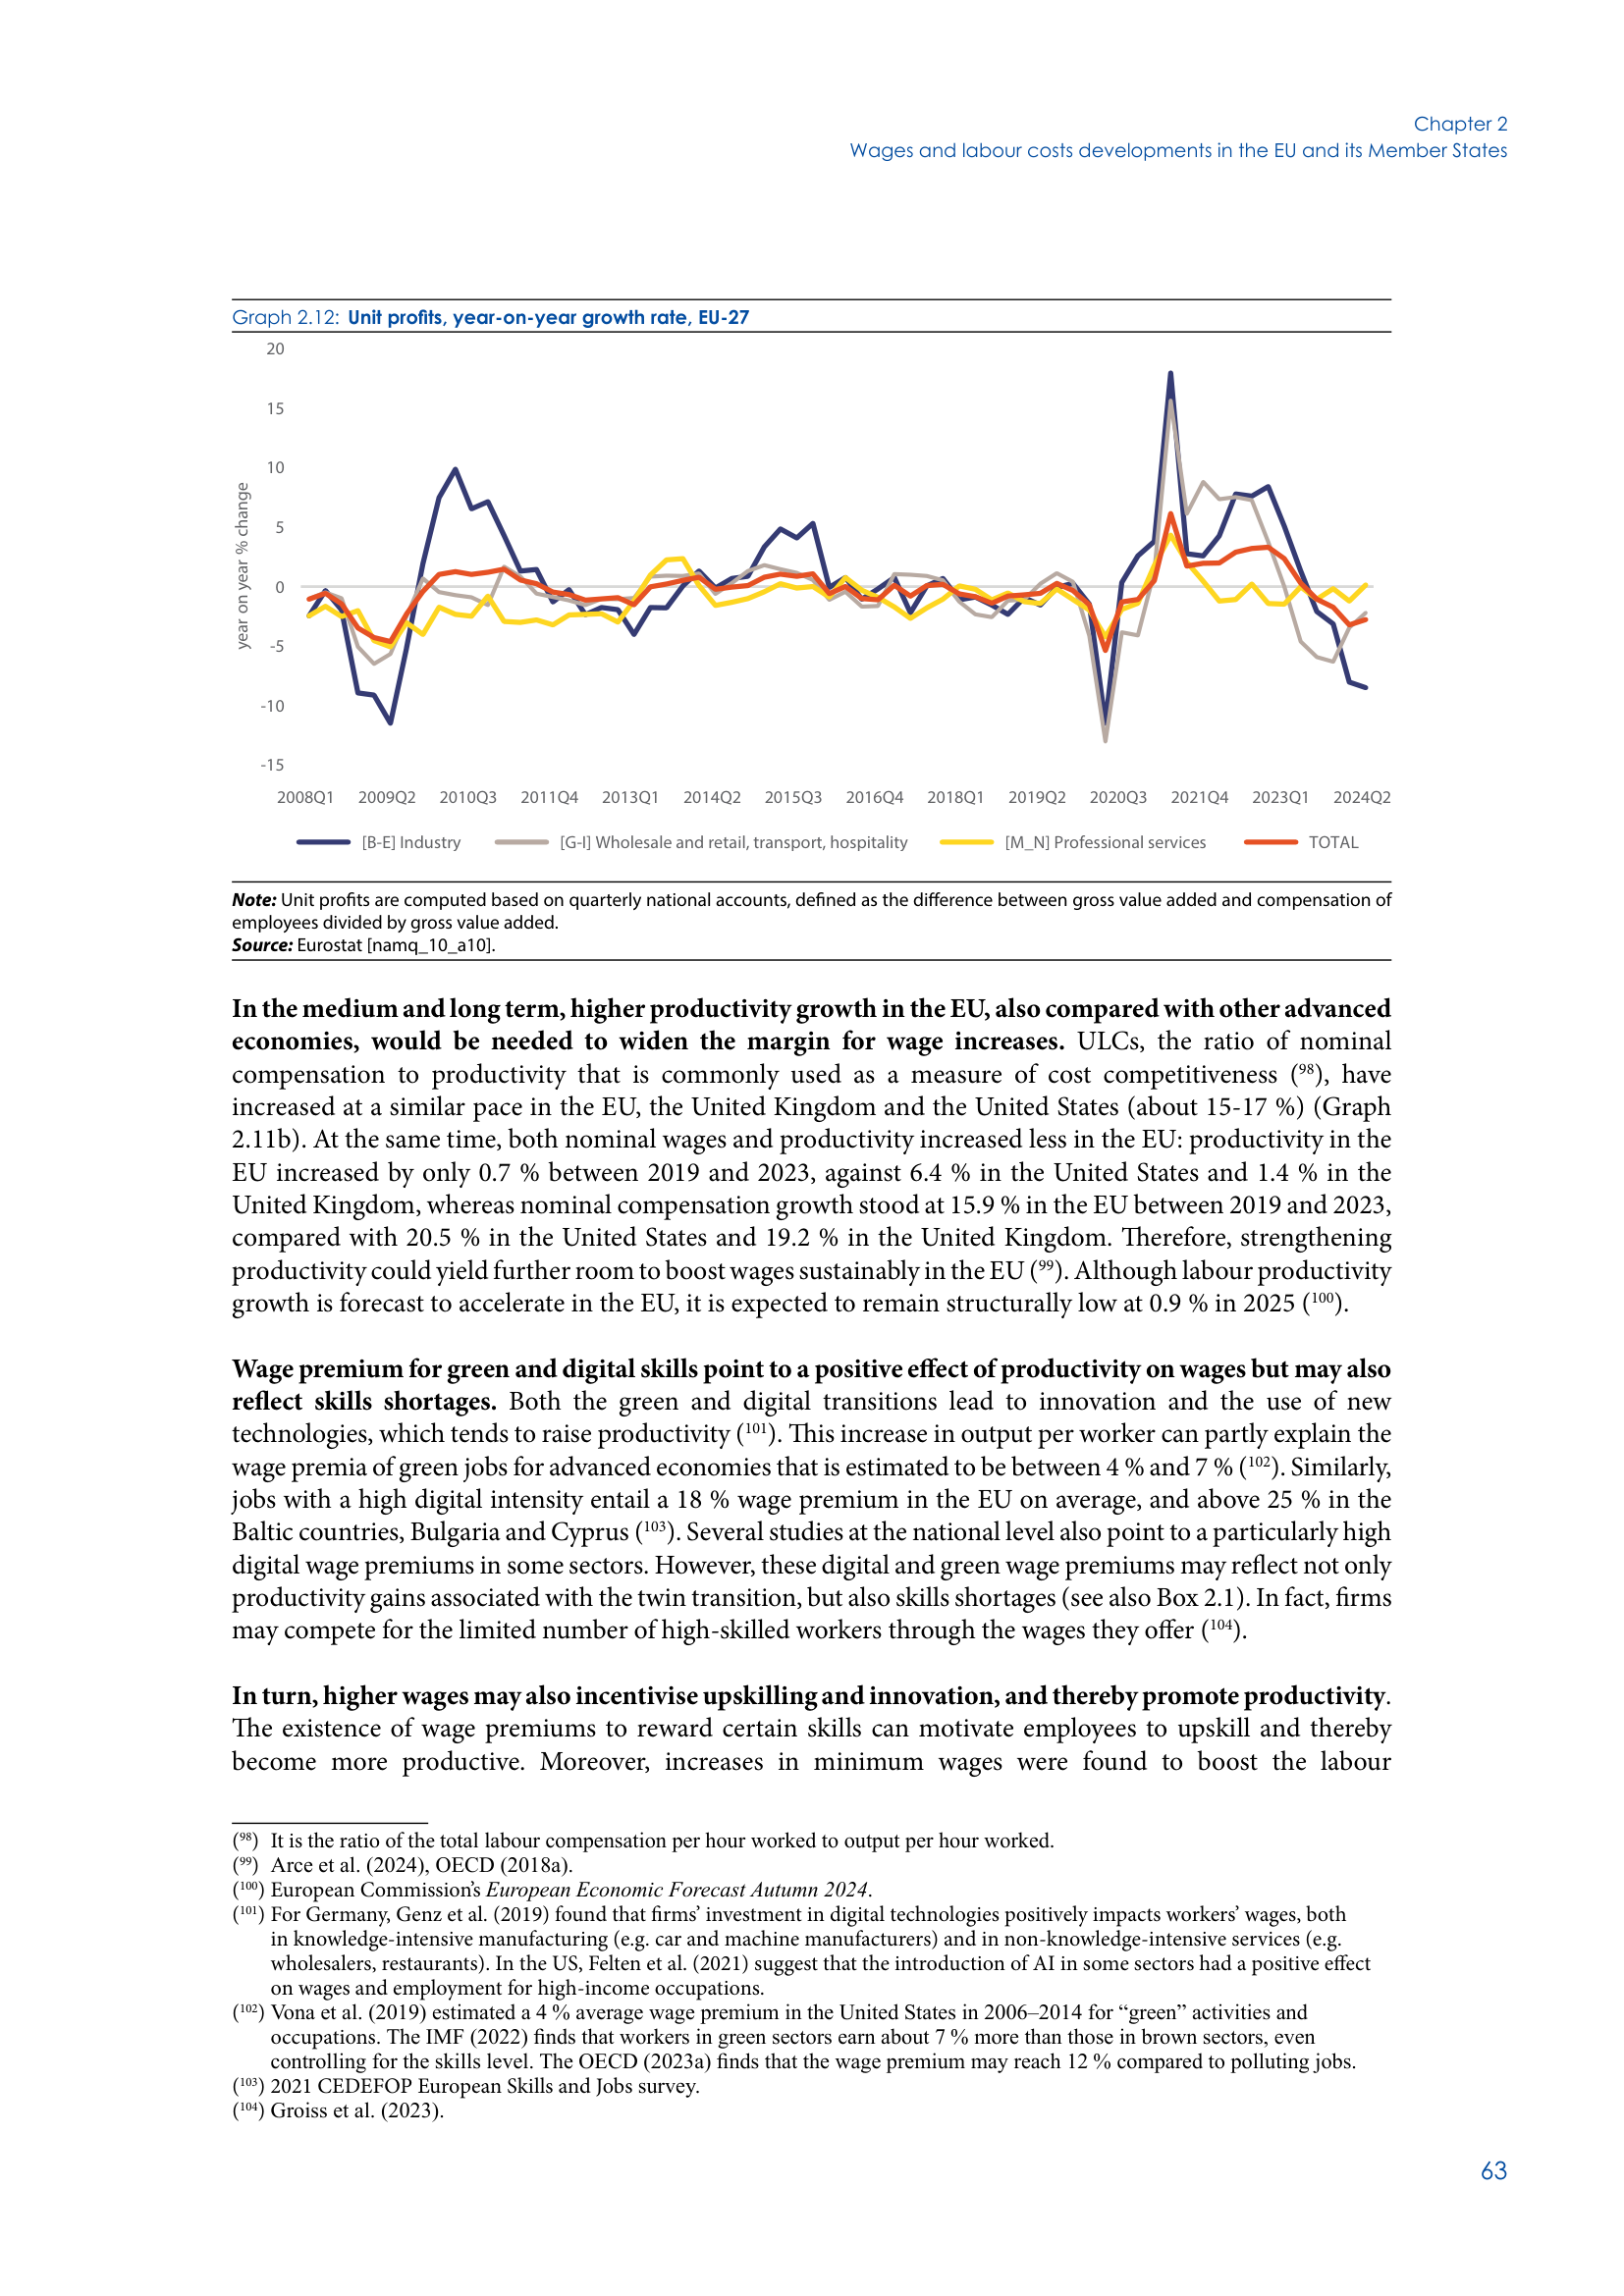 Chapter 2
Wages and labour costs developments in the EU and its Member States
Graph 2.12: Unit profits, year-on-year growth rate, EU-27
year on year % change
20
15
10
5
0
-5
-10
-15
2008Q1 2009Q2 2010Q3 2011Q4 2013Q1 2014Q2 2015Q3 2016Q4 2018Q1 2019Q2 2020Q3 2021Q4 2023Q1 2024Q2
[B-E] Industry [G-I] Wholesale and retail, transport, hospitality [M_N] Professional services TOTAL
Note: Unit profits are computed based on quarterly national accounts, defined as the difference between gross value added and compensation of
employees divided by gross value added.
Source: Eurostat [namq_10_a10].
In the medium and long term, higher productivity growth in the EU, also compared with other advanced
economies, would be needed to widen the margin for wage increases. ULCs, the ratio of nominal
compensation to productivity that is commonly used as a measure of cost competitiveness (98), have
increased at a similar pace in the EU, the United Kingdom and the United States (about 15-17 %) (Graph
2.11b). At the same time, both nominal wages and productivity increased less in the EU: productivity in the
EU increased by only 0.7 % between 2019 and 2023, against 6.4 % in the United States and 1.4 % in the
United Kingdom, whereas nominal compensation growth stood at 15.9 % in the EU between 2019 and 2023,
compared with 20.5 % in the United States and 19.2 % in the United Kingdom. Therefore, strengthening
productivity could yield further room to boost wages sustainably in the EU (99). Although labour productivity
growth is forecast to accelerate in the EU, it is expected to remain structurally low at 0.9 % in 2025 (100).
Wage premium for green and digital skills point to a positive effect of productivity on wages but may also
reflect skills shortages. Both the green and digital transitions lead to innovation and the use of new
technologies, which tends to raise productivity (101). This increase in output per worker can partly explain the
wage premia of green jobs for advanced economies that is estimated to be between 4 % and 7 % (102). Similarly,
jobs with a high digital intensity entail a 18 % wage premium in the EU on average, and above 25 % in the
Baltic countries, Bulgaria and Cyprus (103). Several studies at the national level also point to a particularly high
digital wage premiums in some sectors. However, these digital and green wage premiums may reflect not only
productivity gains associated with the twin transition, but also skills shortages (see also Box 2.1). In fact, firms
may compete for the limited number of high-skilled workers through the wages they offer (104).
In turn, higher wages may also incentivise upskilling and innovation, and thereby promote productivity.
The existence of wage premiums to reward certain skills can motivate employees to upskill and thereby
become more productive. Moreover, increases in minimum wages were found to boost the labour
(98) It is the ratio of the total labour compensation per hour worked to output per hour worked.
(99) Arce et al. (2024), OECD (2018a).
(100) European Commission's European Economic Forecast Autumn 2024.
(101) For Germany, Genz et al. (2019) found that firms' investment in digital technologies positively impacts workers' wages, both
in knowledge-intensive manufacturing (e.g. car and machine manufacturers) and in non-knowledge-intensive services (e.g.
wholesalers, restaurants). In the US, Felten et al. (2021) suggest that the introduction of AI in some sectors had a positive effect
on wages and employment for high-income occupations.
(102) Vona et al. (2019) estimated a 4 % average wage premium in the United States in 2006–2014 for “green” activities and
occupations. The IMF (2022) finds that workers in green sectors earn about 7 % more than those in brown sectors, even
controlling for the skills level. The OECD (2023a) finds that the wage premium may reach 12 % compared to polluting jobs.
(103) 2021 CEDEFOP European Skills and Jobs survey.
(104) Groiss et al. (2023).
63